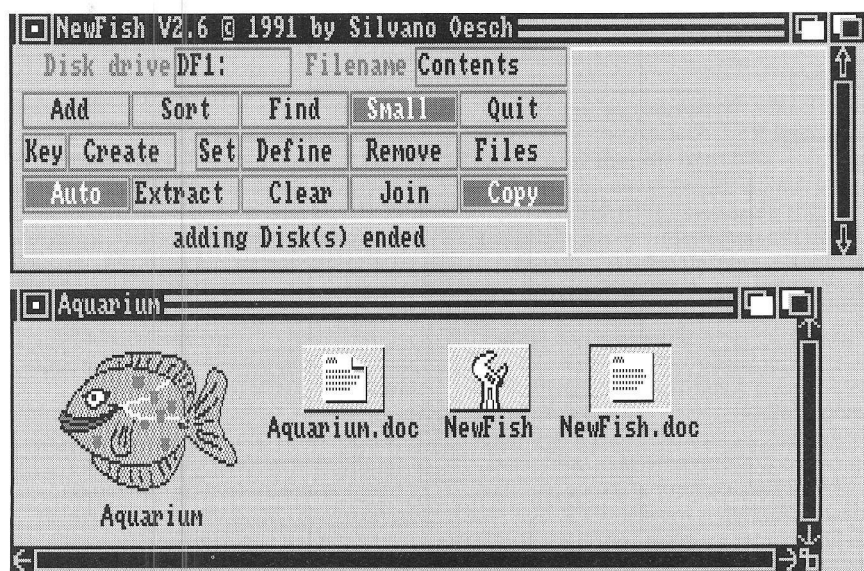 NewFish V2.6 © 1991 by Silvano Oesch
Disk drive DF1: Filename Contents
Add Sort Find Small Quit
Key Create Set Define Remove Files
Auto Extract Clear Join Copy
adding Disk(s) ended
Aquarium
Aquarium.doc NewFish NewFish.doc
Aquarium